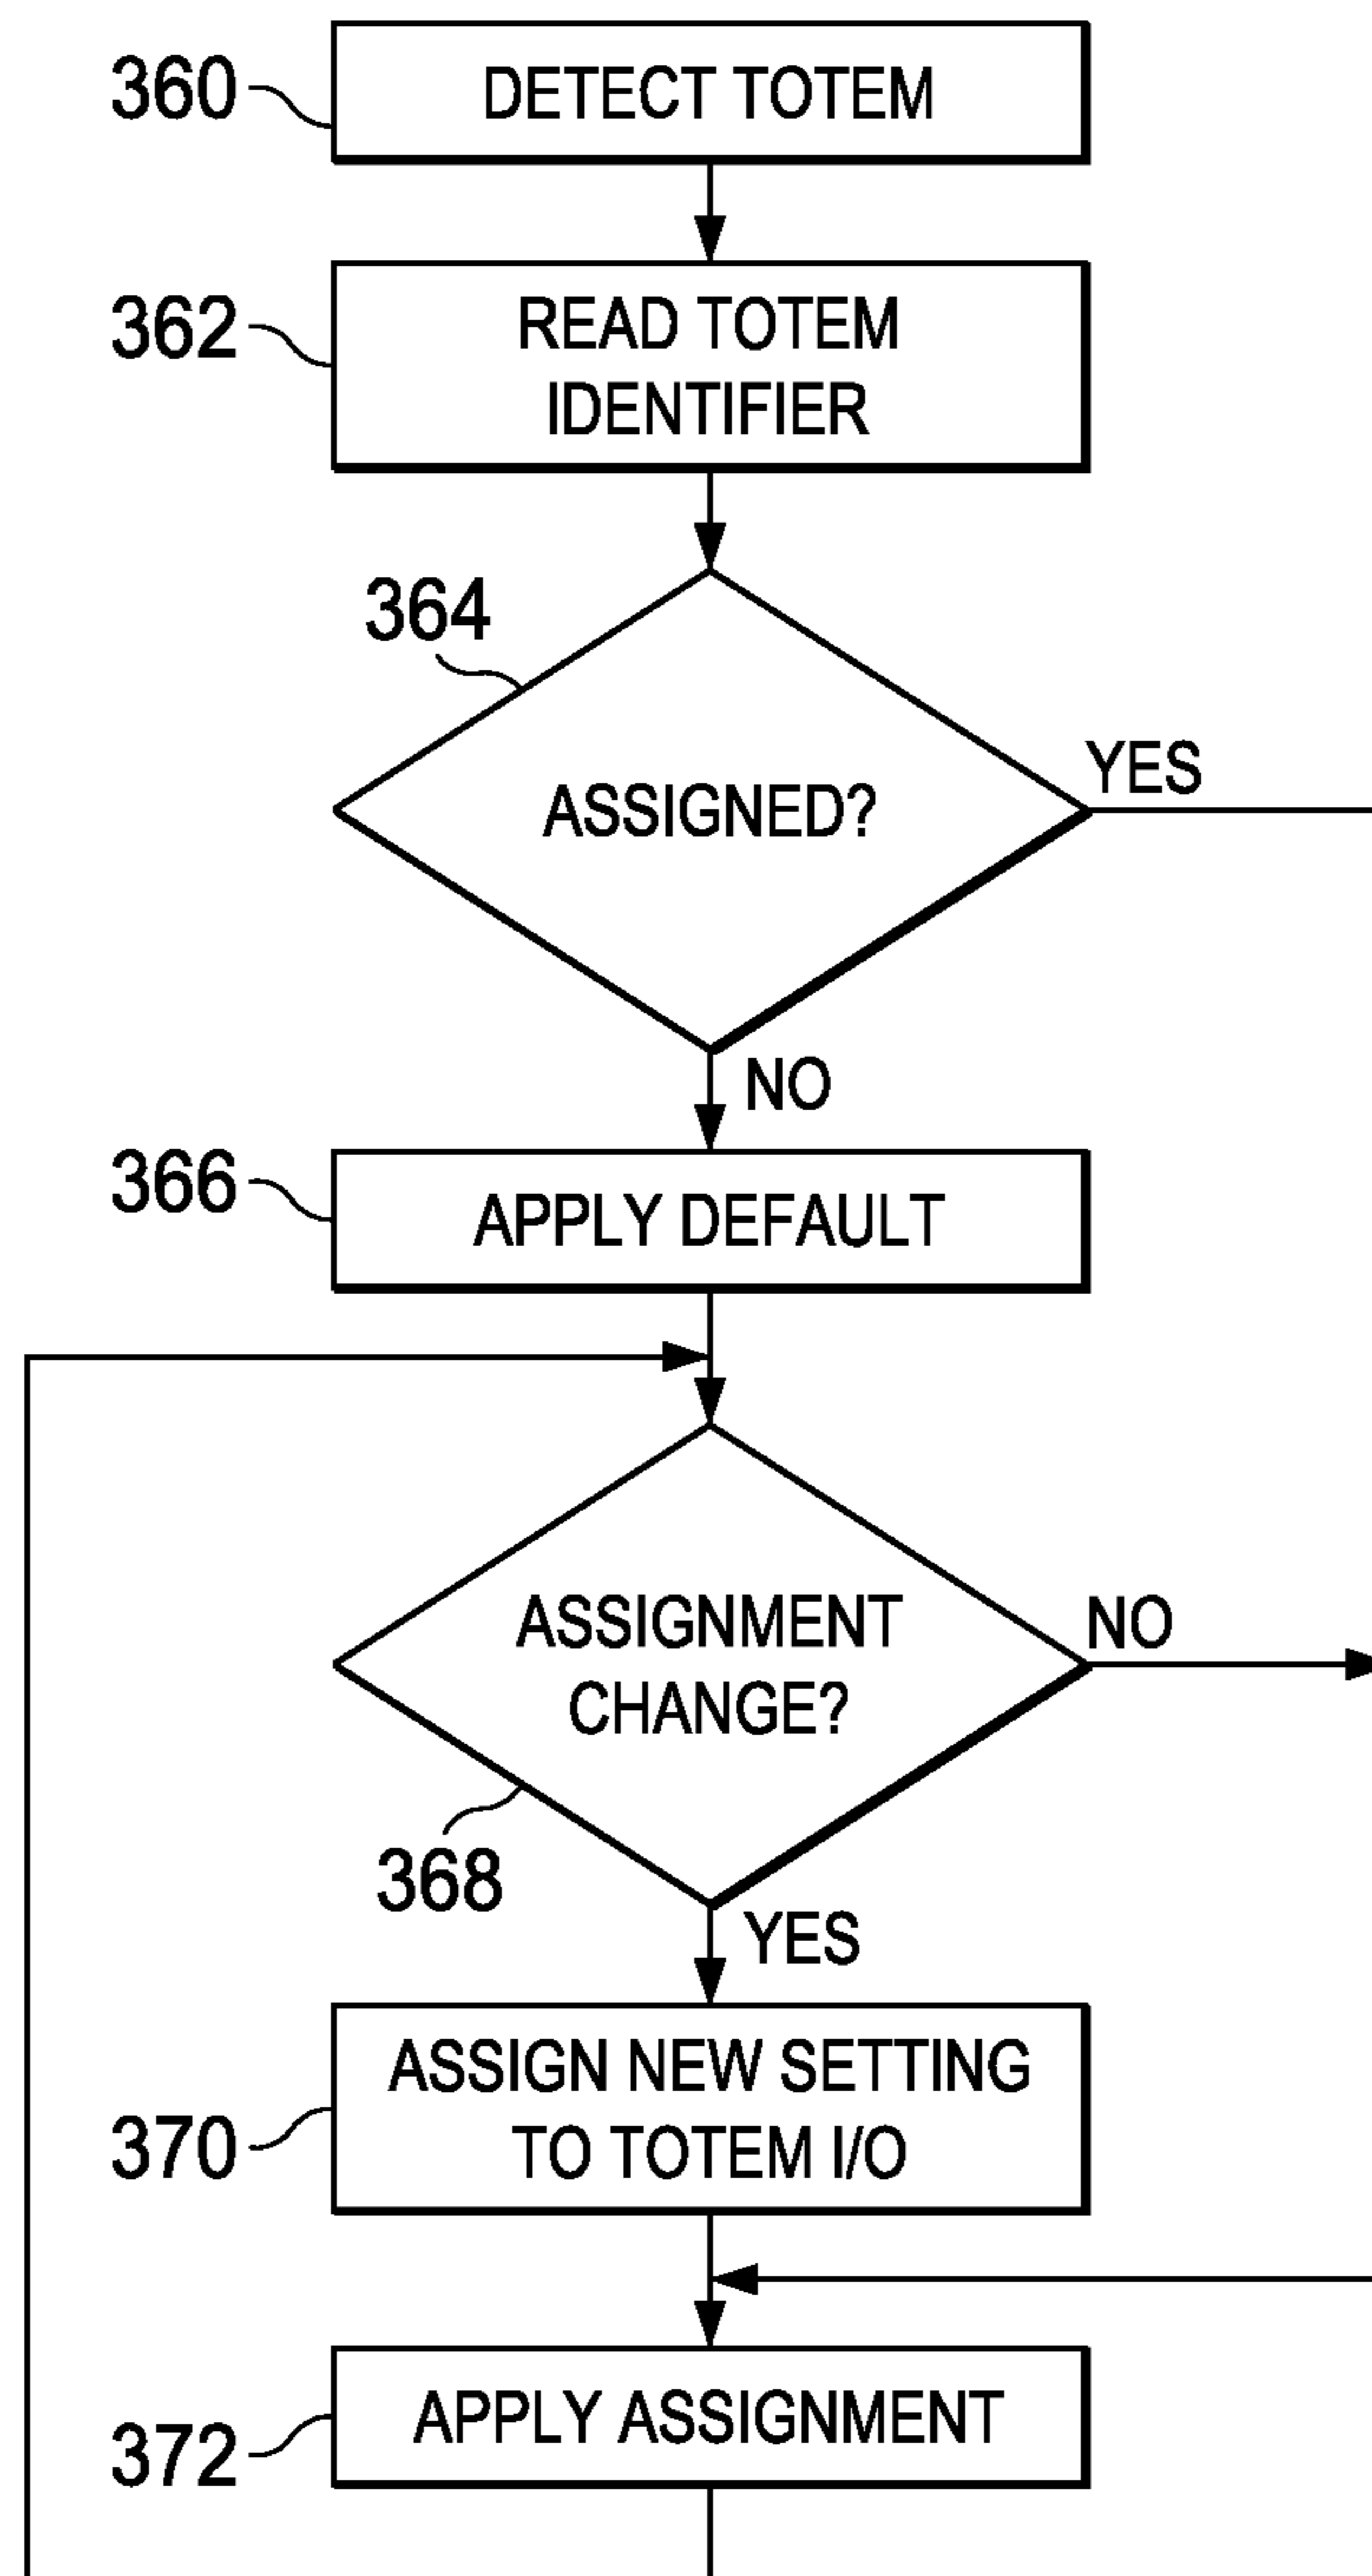 360
DETECT TOTEM
362
READ TOTEM
IDENTIFIER
364
ASSIGNED?
YES
NO
366
APPLY DEFAULT
ASSIGNMENT
CHANGE?
NO
368
YES
370
ASSIGN NEW SETTING
TO TOTEM I/O
372
APPLY ASSIGNMENT